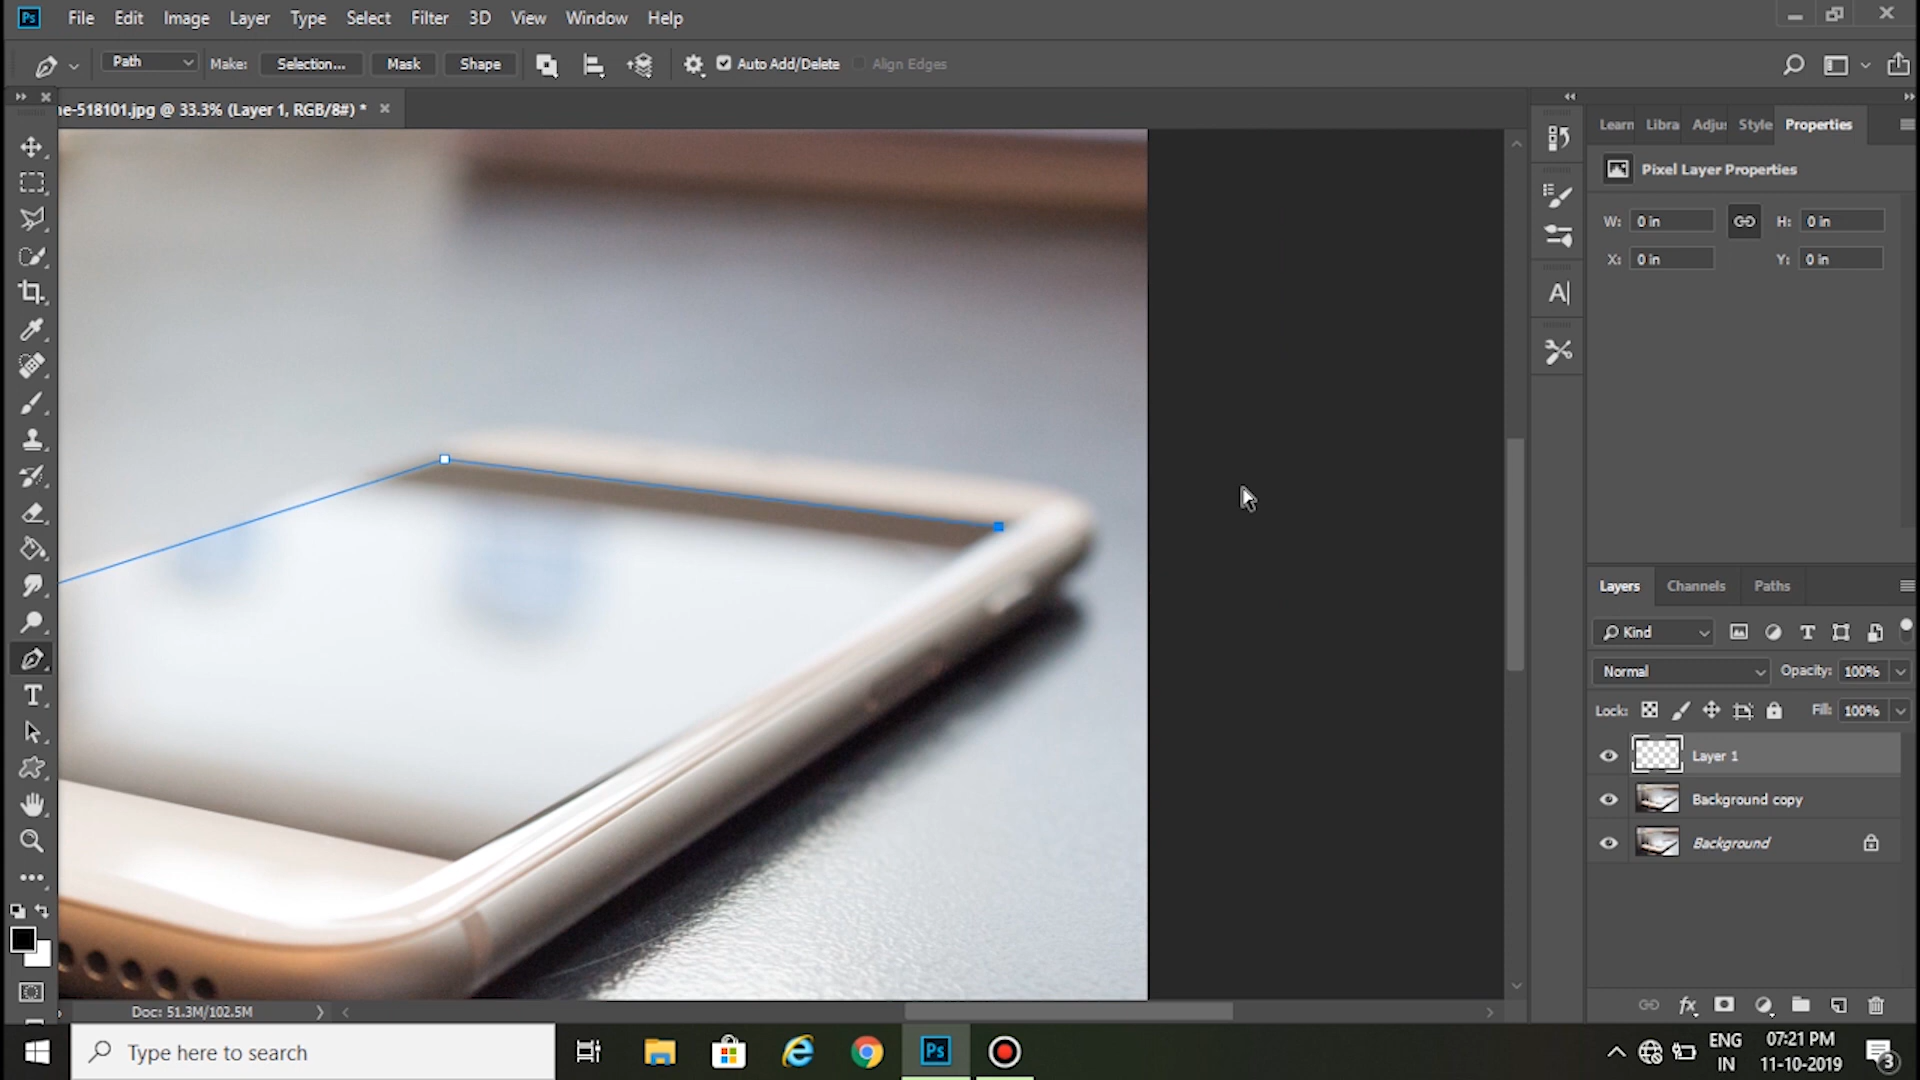 Ps File Edit Image Layer Type Select Filter 3D View Window Help
Path Make: Selection... Mask Shape Auto Add/Delete Align Edges
ne-518101.jpg @ 33.3% (Layer 1, RGB/8#) *
Learn Libra Adju Style Properties
Pixel Layer Properties
W: 0 in H: 0 in
X: 0 in Y: 0 in
A
Layers Channels Paths
Kind
Normal Opacity: 100%
Lock: Fill: 100%
Layer 1
Background copy
Background
fx
T
Doc: 51.3M/102.5M
Type here to search
Ps
ENG
IN
07:21 PM
11-10-2019
3